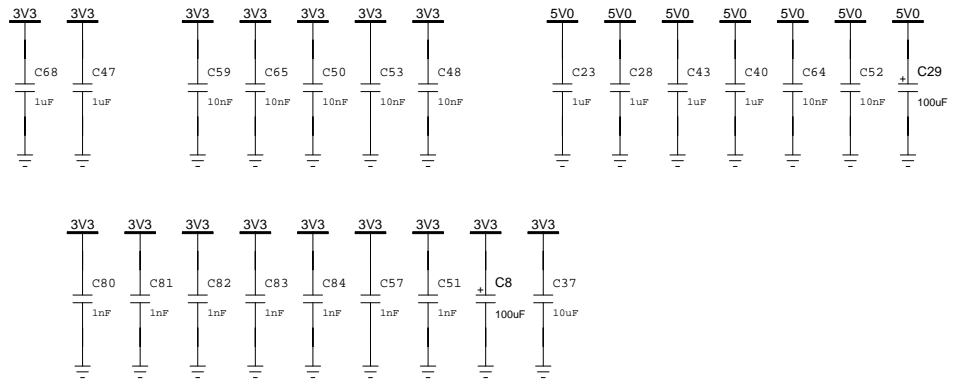 3V3 3V3 3V3 3V3 3V3 3V3 3V3 5V0 5V0 5V0 5V0 5V0 5V0 5V0
C68 C47 C59 C65 C50 C53 C48 C23 C28 C43 C40 C64 C52 + C29
1uF 1uF 10nF 10nF 10nF 10nF 10nF 1uF 1uF 1uF 1uF 10nF 10nF 100uF
3V3 3V3 3V3 3V3 3V3 3V3 3V3 3V3 3V3
C80 C81 C82 C83 C84 C57 C51 + C8 C37
1nF 1nF 1nF 1nF 1nF 1nF 1nF 100uF 10uF